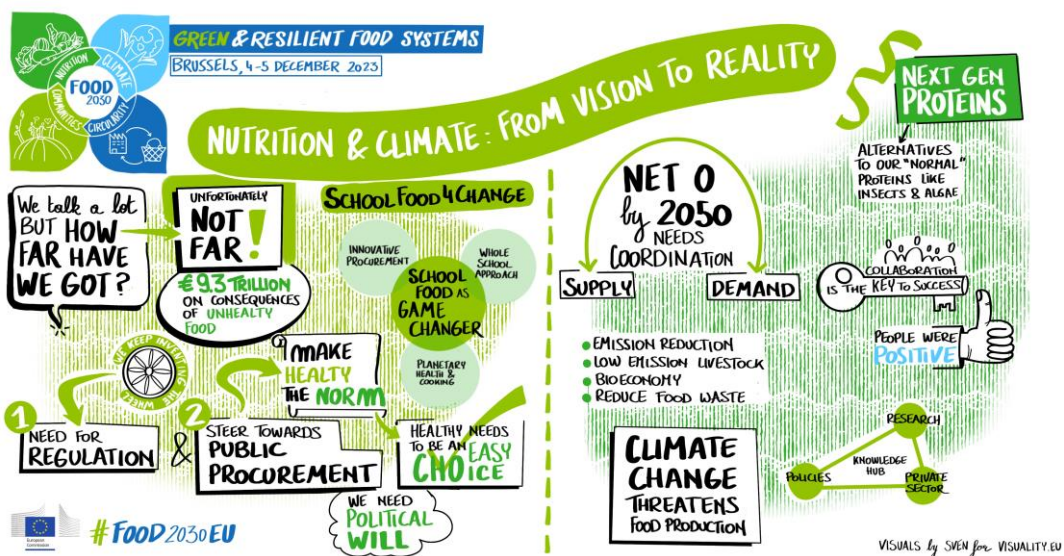 GREEN & RESILIENT FOOD SYSTEMS
BRUSSELS, 4-5 DECEMBER 2023
NUTRITION
CLIMATE
COMMUNITIES
CIRCULARITY
FOOD
2030
NUTRITION & CLIMATE: FROM VISION TO REALITY
We talk a lot
BUT HOW
FAR HAVE
WE GOT?
UNFORTUNATELY
NOT
FAR!
€9.3 TRILLION
ON CONSEQUENCES
OF UNHEALTY
FOOD
WE KEEP INVENTING THE
WHEEL
1
NEED FOR
REGULATION
&
2
STEER TOWARDS
PUBLIC
PROCUREMENT
MAKE
HEALTY
THE NORM
HEALTHY NEEDS
TO BE AN EASY
CHOICE
WE NEED
POLITICAL
WILL
SCHOOL FOOD 4 CHANGE
INNOVATIVE
PROCUREMENT
WHOLE
SCHOOL
APPROACH
SCHOOL
FOOD AS
GAME
CHANGER
PLANETARY
HEALTH &
COOKING
European
Commission
#FOOD2030EU
NET 0
by 2050
NEEDS
COORDINATION
SUPPLY
DEMAND
EMISSION REDUCTION
LOW EMISSION LIVESTOCK
BIOECONOMY
REDUCE FOOD WASTE
CLIMATE
CHANGE
THREATENS
FOOD PRODUCTION
NEXT GEN
PROTEINS
ALTERNATIVES
TO OUR "NORMAL"
PROTEINS LIKE
INSECTS & ALGAE
COLLABORATION
IS THE KEY TO SUCCESS
PEOPLE WERE
POSITIVE
RESEARCH
KNOWLEDGE
HUB
POLICIES
PRIVATE
SECTOR
VISUALS by SVEN for VISUALITY.EU